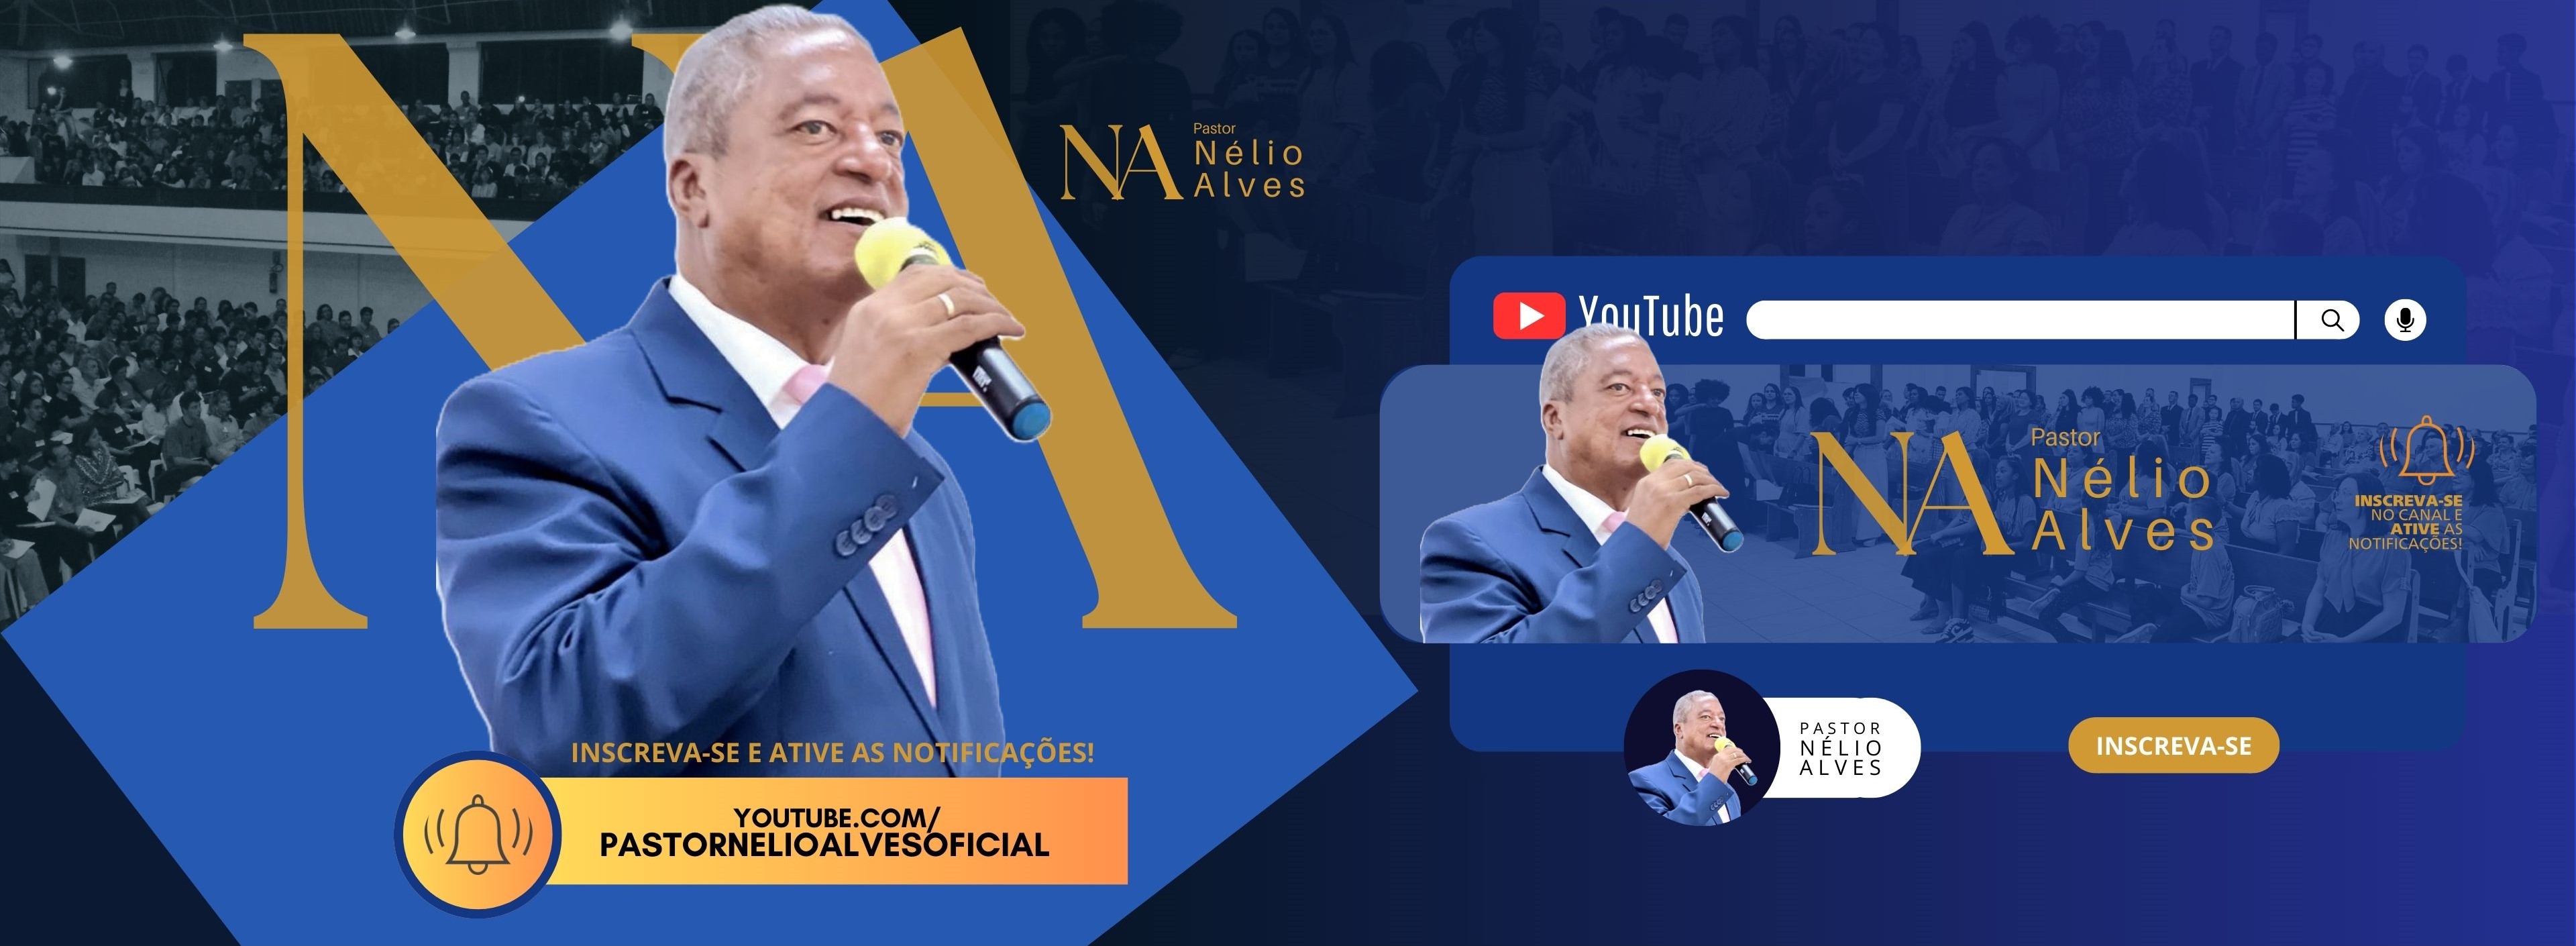 NA
NA
Pastor
Nélio
Alves
INSCREVA-SE E ATIVE AS NOTIFICAÇÕES!
YOUTUBE.COM/
PASTORNELIOALVESOFICIAL
YouTube
NA
Pastor
Nélio
Alves
INSCREVA-SE
NO CANAL E
ATIVE AS
NOTIFICAÇÕES!
PASTOR
NÉLIO
ALVES
INSCREVA-SE